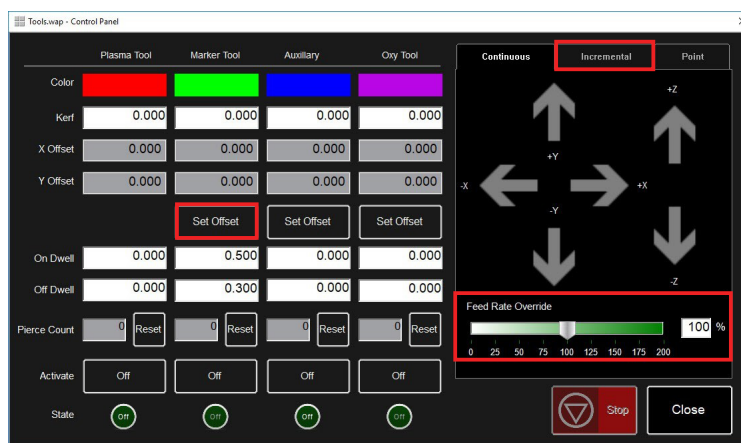 Tools.wap - Control Panel
Plasma Tool Marker Tool Auxillary Oxy Tool
Color
Kerf 0.000 0.000 0.000 0.000
X Offset 0.000 0.000 0.000 0.000
Y Offset 0.000 0.000 0.000 0.000
Set Offset Set Offset Set Offset
On Dwell 0.000 0.500 0.000 0.000
Off Dwell 0.000 0.300 0.000 0.000
Pierce Count 0 Reset 0 Reset 0 Reset 0 Reset
Activate Off Off Off Off
State Off Off Off Off
Continuous Incremental Point
+Z
+Y
-X +X
-Y
-Z
Feed Rate Override
100 %
0 25 50 75 100 125 150 175 200
Stop Close